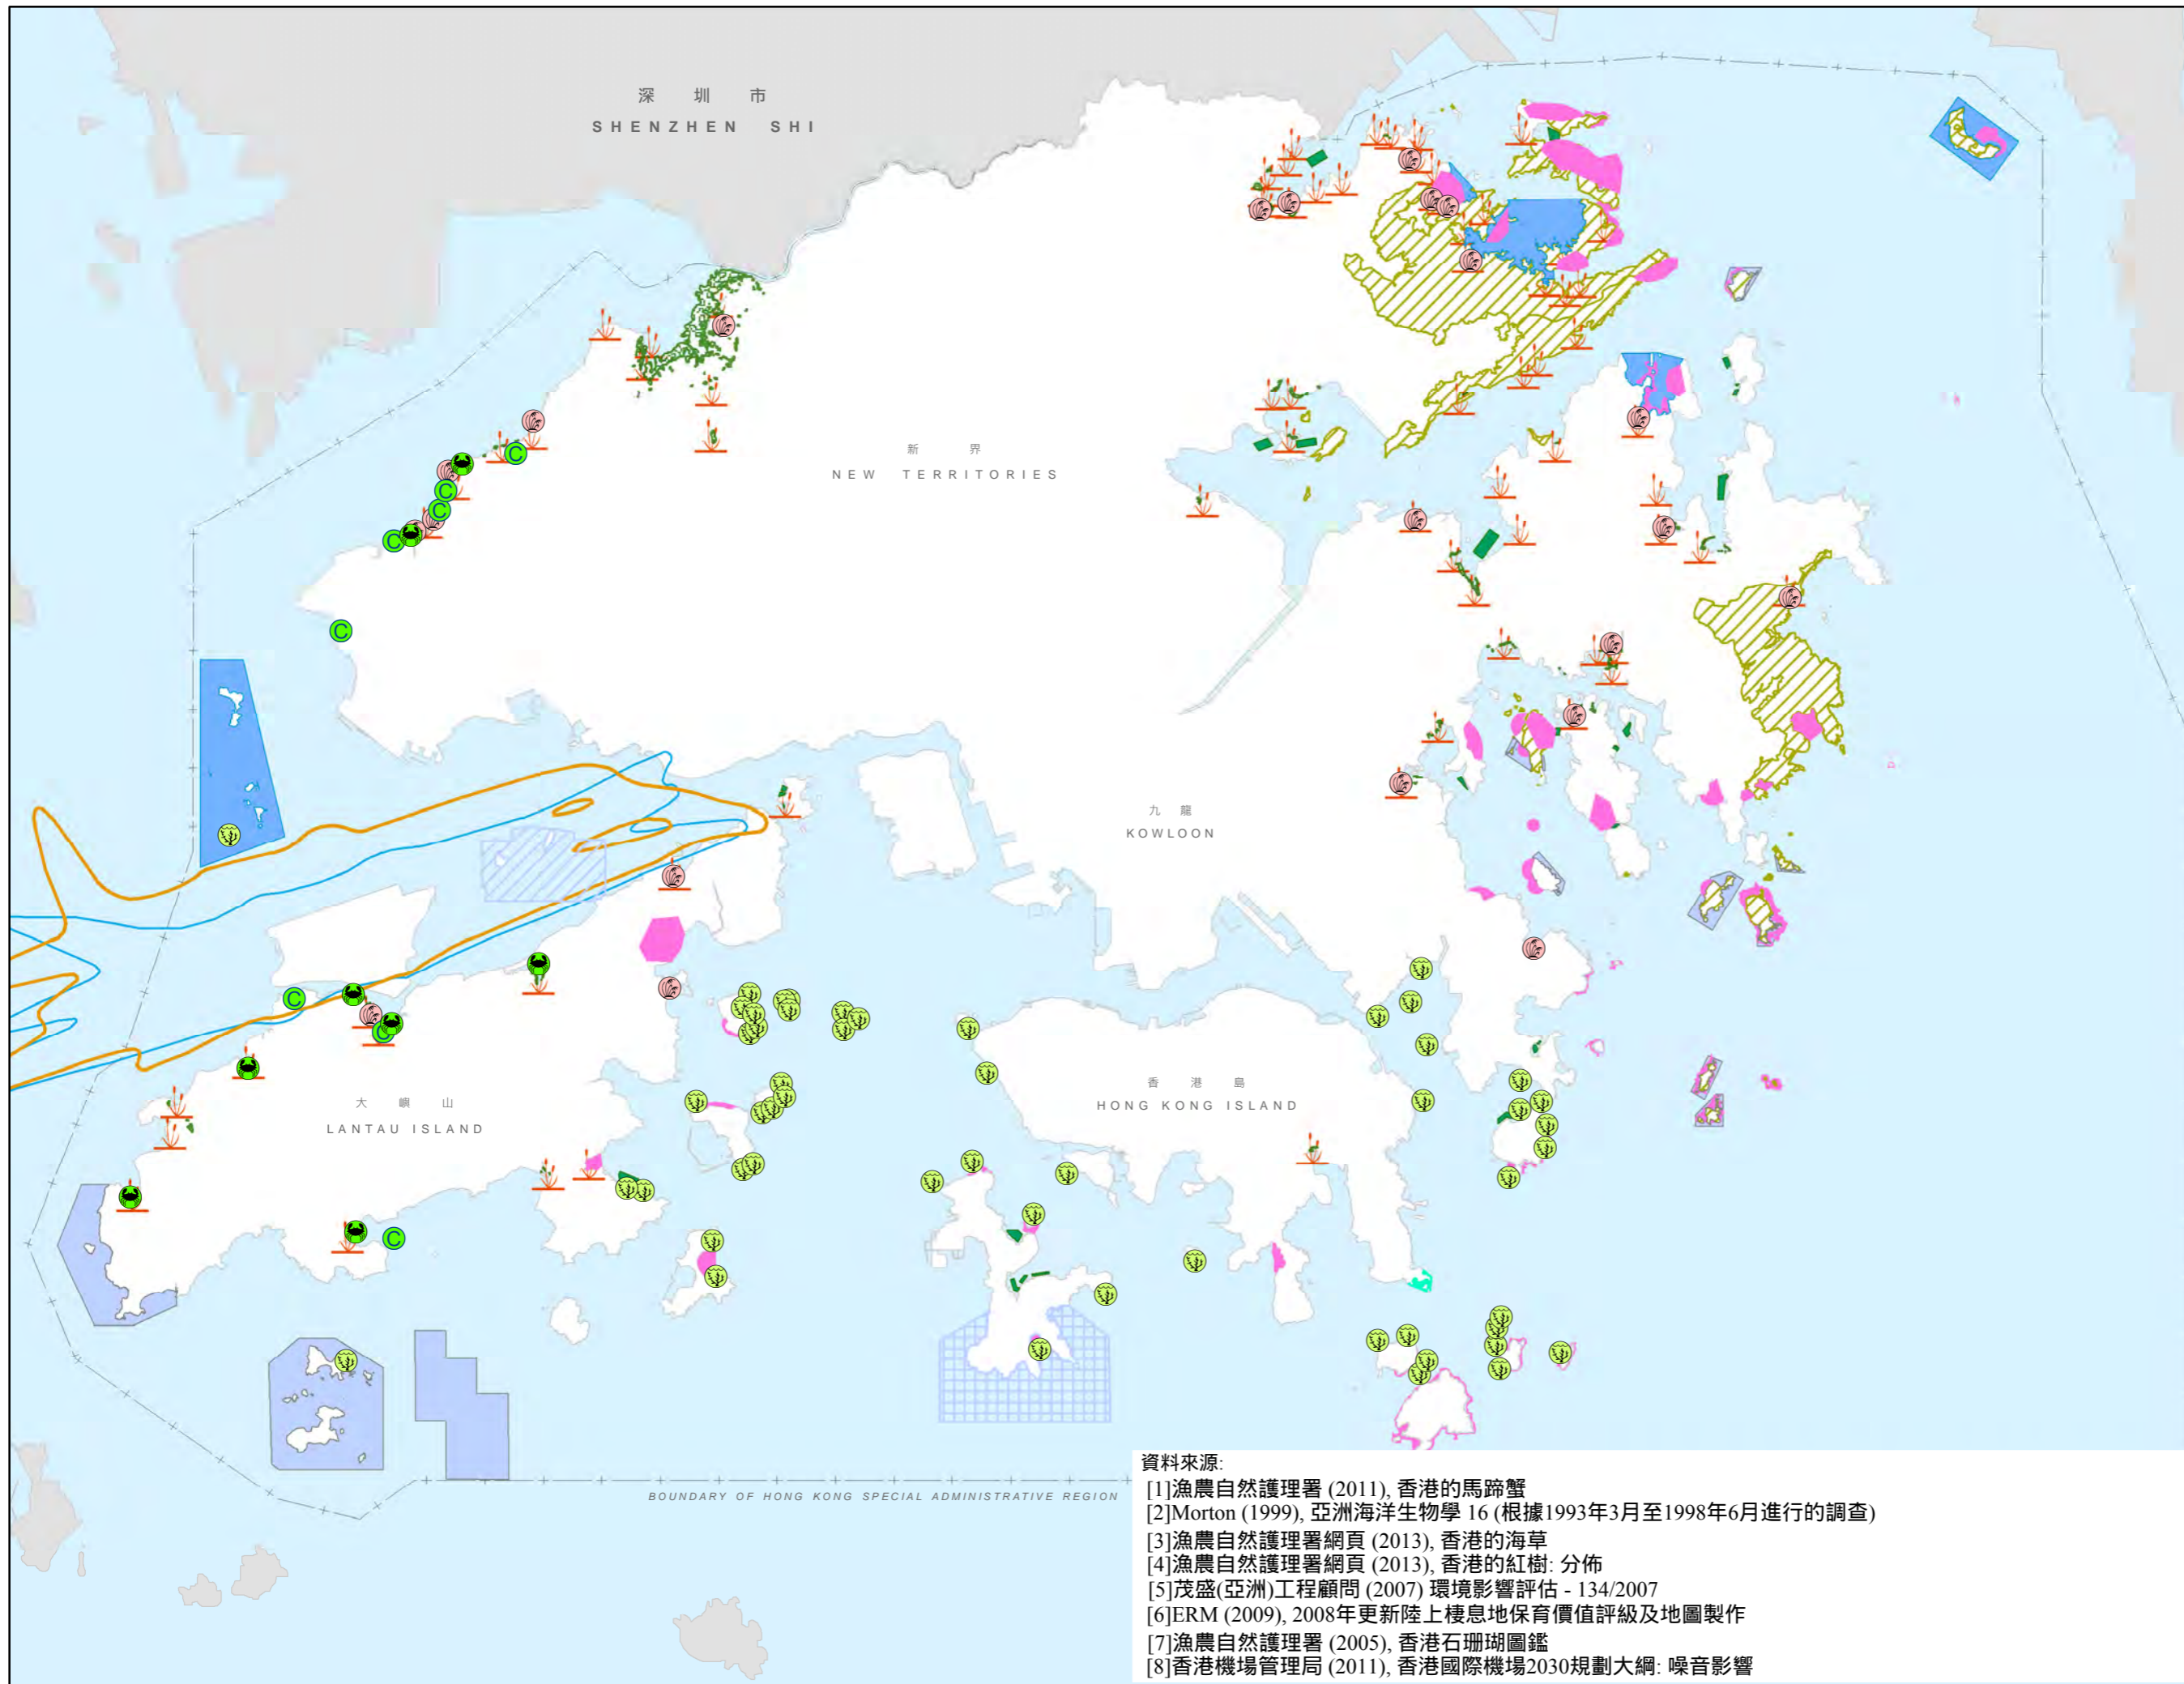 深 圳 市
SHENZHEN SHI
新 界
NEW TERRITORIES
九 龍
KOWLOON
香 港 島
HONG KONG ISLAND
大 嶼 山
LANTAU ISLAND
C
C
C
C
C
C
C
C
BOUNDARY OF HONG KONG SPECIAL ADMINISTRATIVE REGION
資料來源:
[1]漁農自然護理署 (2011), 香港的馬蹄蟹
[2]Morton (1999), 亞洲海洋生物學 16 (根據1993年3月至1998年6月進行的調查)
[3]漁農自然護理署網頁 (2013), 香港的海草
[4]漁農自然護理署網頁 (2013), 香港的紅樹: 分佈
[5]茂盛(亞洲)工程顧問 (2007) 環境影響評估 - 134/2007
[6]ERM (2009), 2008年更新陸上棲息地保育價值評級及地圖製作
[7]漁農自然護理署 (2005), 香港石珊瑚圖鑑
[8]香港機場管理局 (2011), 香港國際機場2030規劃大綱: 噪音影響